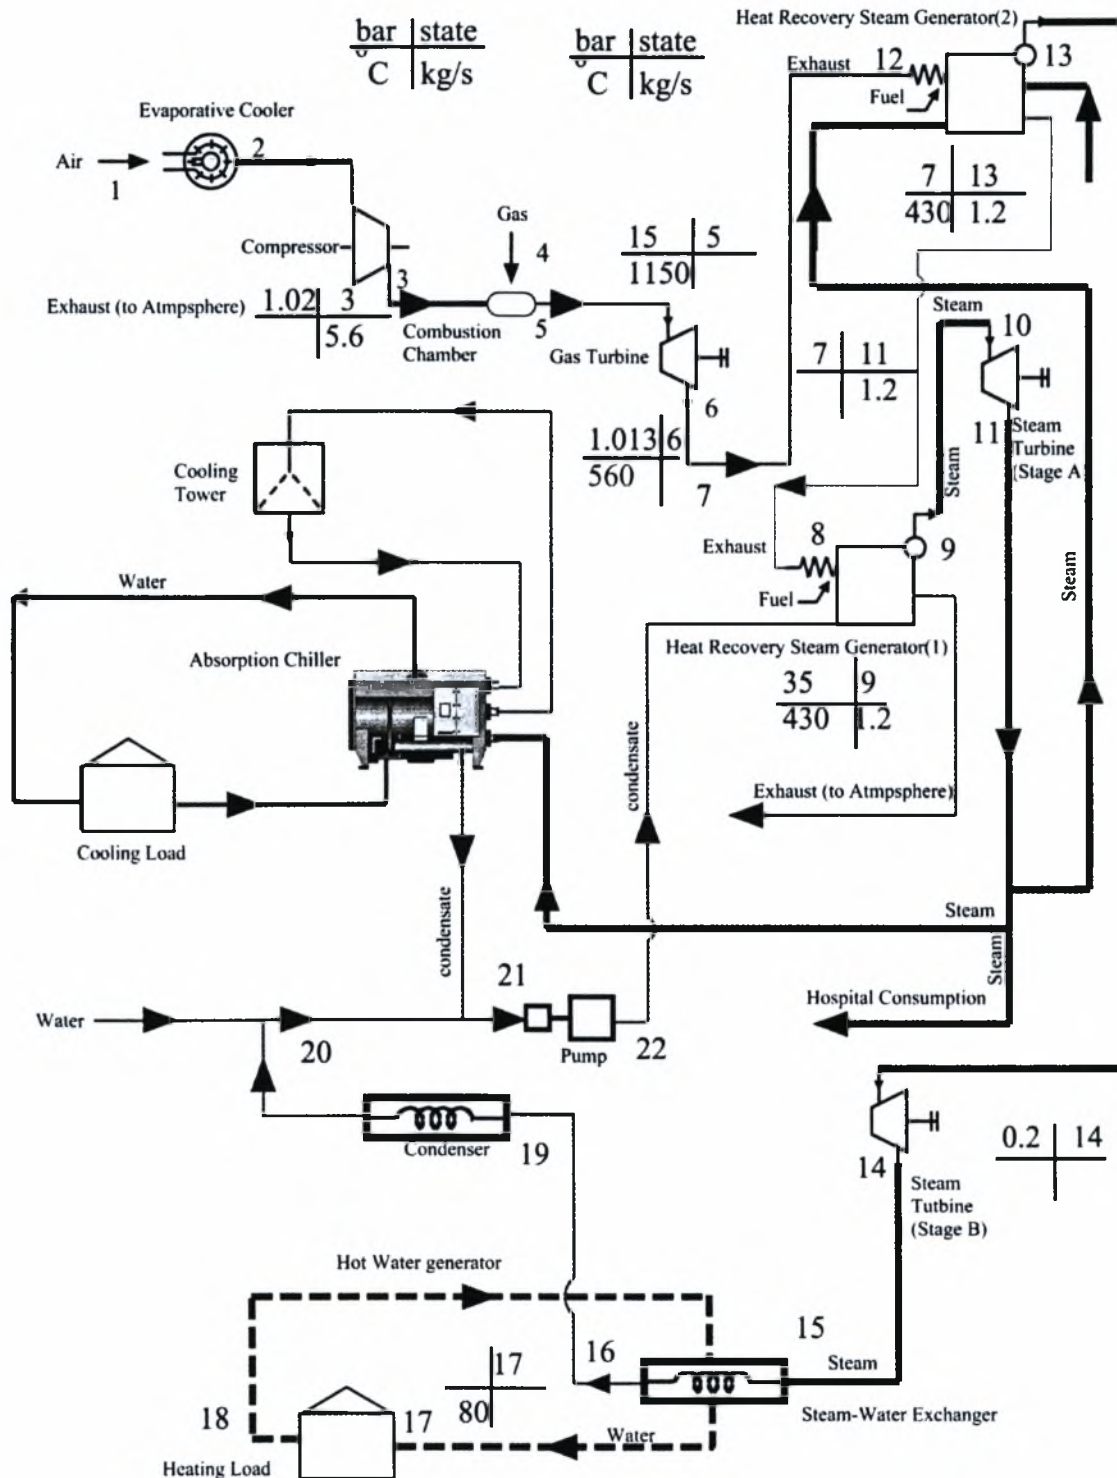 Heat Recovery Steam Generator(2)
bar state
°C kg/s
bar state
°C kg/s
Exhaust 12
13
Fuel
Evaporative Cooler
2
Air
1
7 13
430 1.2
Gas
4
15 5
1150
Compressor
3
Exhaust (to Atmpsphere)
1.02 3
5.6
Combustion
Chamber
5
Gas Turbine
Steam
10
7 11
1.2
6
11
Steam
Turbine
(Stage A
1.013 6
560
7
Steam
Cooling
Tower
Exhaust
8
9
Fuel
Steam
Water
Absorption Chiller
Heat Recovery Steam Generator(1)
35 9
430 1.2
condensate
Exhaust (to Atmpsphere)
Cooling Load
condensate
Steam
Steam
21
Hospital Consumption
Water
20
Pump
22
Condenser
19
0.2 14
14
Steam
Tutbine
(Stage B)
Hot Water generator
15
16
Steam
17
80
18
17
Water
Steam-Water Exchanger
Heating Load